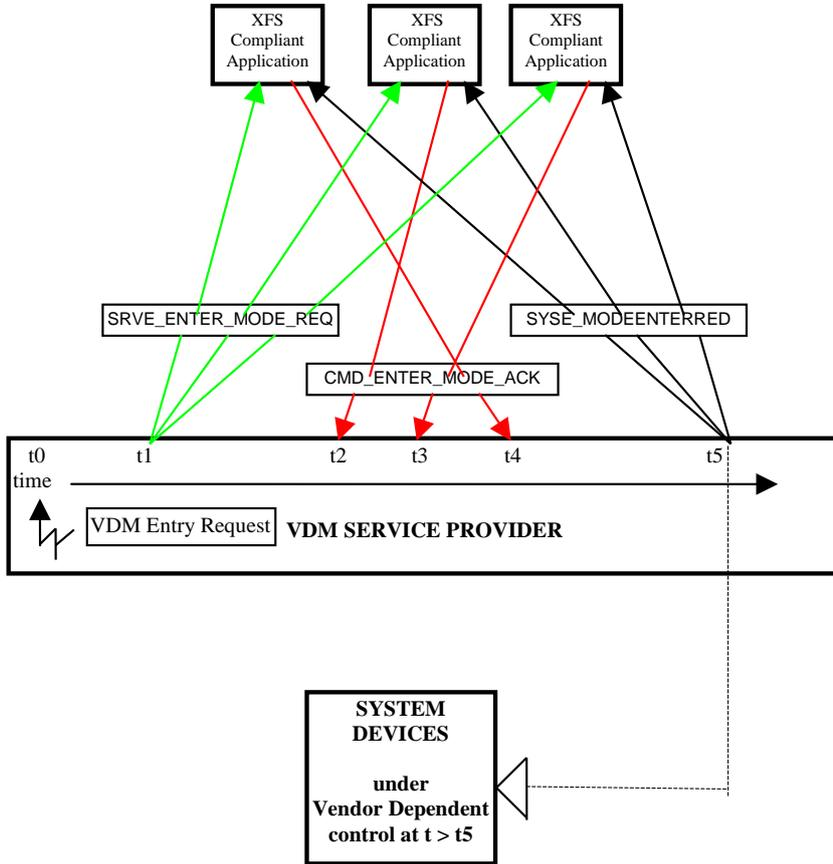 XFS
Compliant
Application
XFS
Compliant
Application
XFS
Compliant
Application
SRVE_ENTER_MODE_REQ
SYSE_MODEENTERRED
CMD_ENTER_MODE_ACK
t0 t1 t2 t3 t4 t5
time
VDM Entry Request
VDM SERVICE PROVIDER
SYSTEM
DEVICES
under
Vendor Dependent
control at t > t5